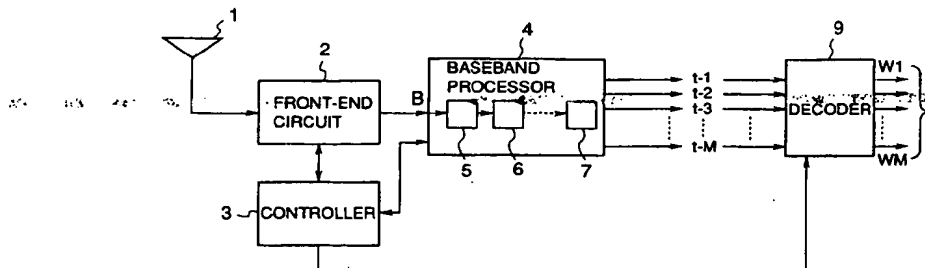 1
2
4
9
BASEBAND
PROCESSOR
FRONT-END
CIRCUIT
B
5
6
7
t-1
t-2
t-3
t-M
DECODER
W1
WM
3
CONTROLLER